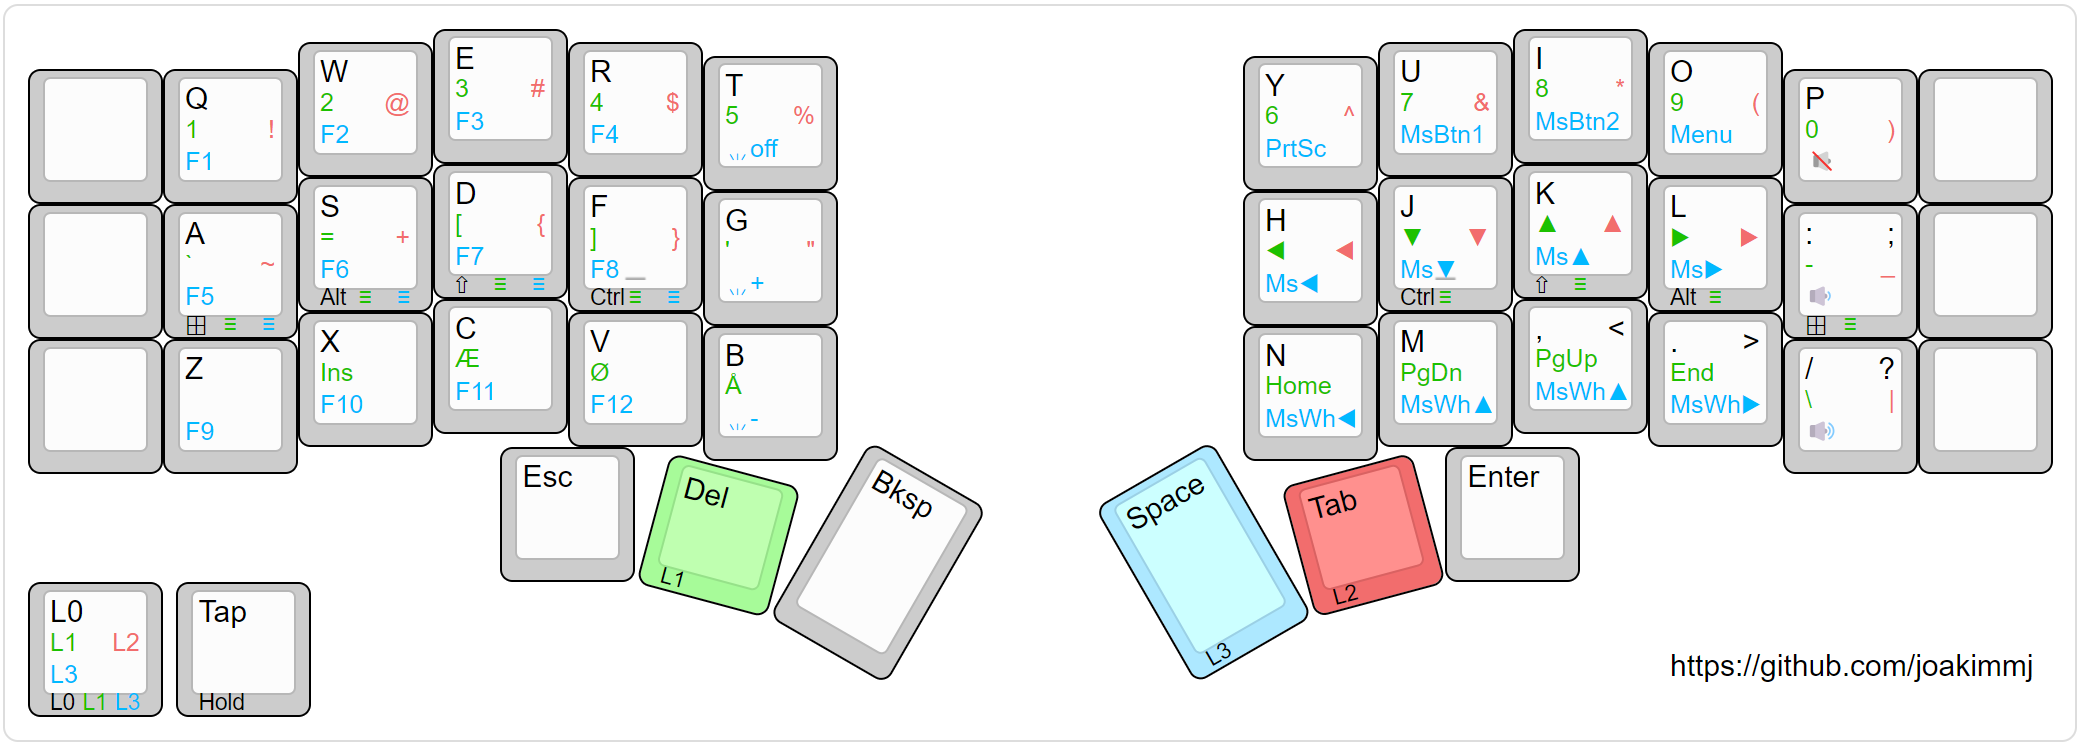 Q
1 !
F1
W
2 @
F2
E
3 #
F3
R
4 $
F4
T
5 %
off
Y
6 ^
PrtSc
U
7 &
MsBtn1
I
8 *
MsBtn2
O
9 (
Menu
P
0 )
A
` ~
F5
S
= +
F6
Alt
D
[ {
F7
⇧
F
] }
F8
Ctrl
G
' "
+
H
◀ ◀
Ms◀
J
▼ ▼
Ms▼
Ctrl
K
▲ ▲
Ms▲
⇧
L
▶ ▶
Ms▶
Alt
: ;
- _
Z
F9
X
Ins
F10
C
Æ
F11
V
Ø
F12
B
Å
-
N
Home
MsWh◀
M
PgDn
MsWh▲
, <
PgUp
MsWh▲
. >
End
MsWh▶
/ ?
\ |
Esc
Del
L1
Bksp
Space
L3
Tab
L2
Enter
L0
L1 L2
L3
L0 L1 L3
Tap
Hold
https://github.com/joakimmj